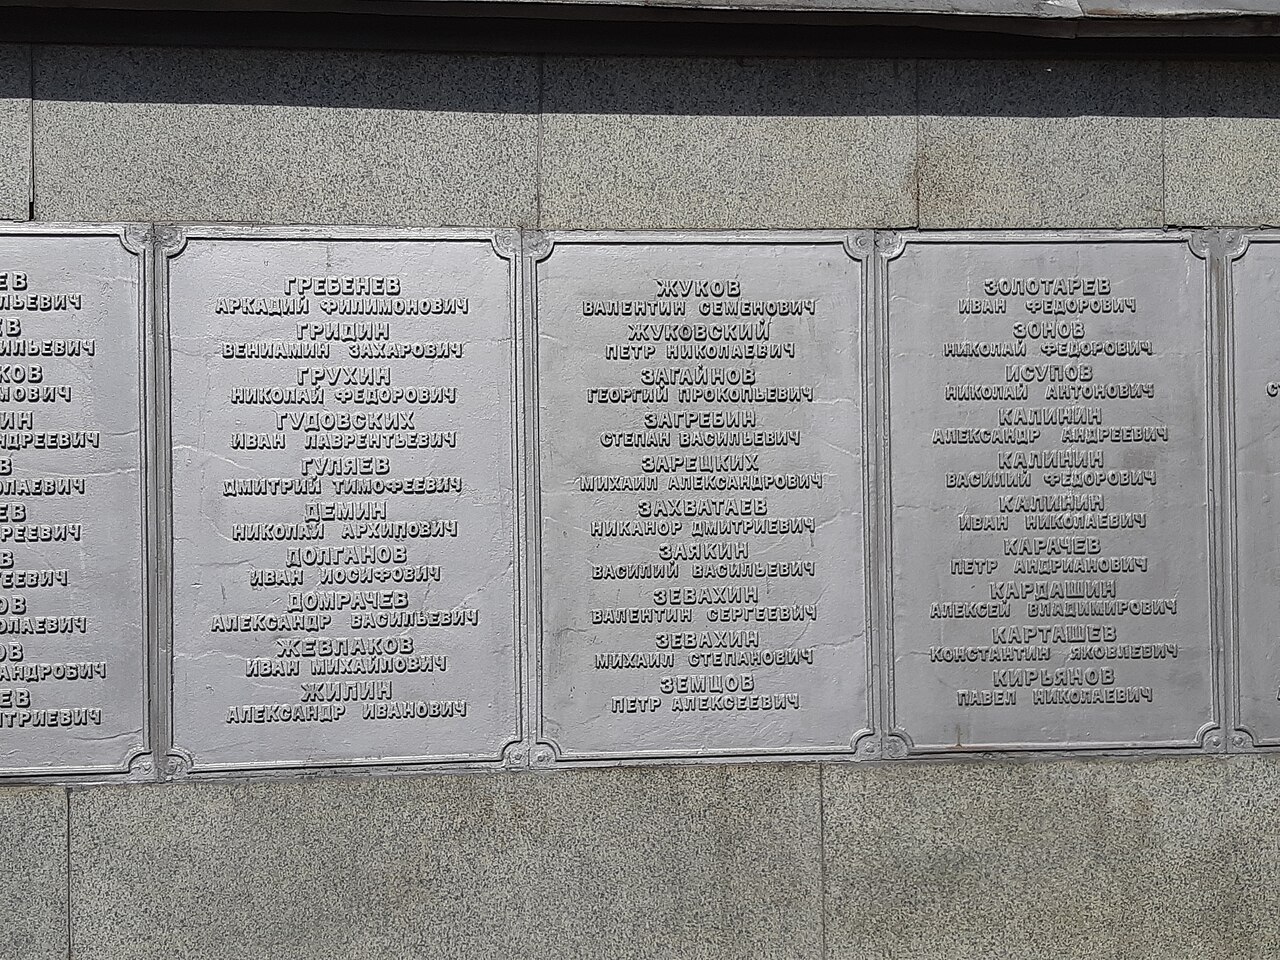 ГРЕБЕНЕВ
АРКАДИЙ ФИЛИМОНОВИЧ
ГРИДИН
ВЕНИАМИН ЗАХАРОВИЧ
ГРУХИН
НИКОЛАЙ ФЕДОРОВИЧ
ГУДОВСКИХ
ИВАН ЛАВРЕНТЬЕВИЧ
ГУЛЯЕВ
ДМИТРИЙ ТИМОФЕЕВИЧ
ДЕМИН
НИКОЛАЙ АРХИПОВИЧ
ДОЛГАНОВ
ИВАН ИОСИФОВИЧ
ДОМРАЧЕВ
АЛЕКСАНДР ВАСИЛЬЕВИЧ
ЖЕВЛАКОВ
ИВАН МИХАЙЛОВИЧ
ЖИЛИН
АЛЕКСАНДР ИВАНОВИЧ
ЖУКОВ
ВАЛЕНТИН СЕМЕНОВИЧ
ЖУКОВСКИЙ
ПЕТР НИКОЛАЕВИЧ
ЗАГАЙНОВ
ГЕОРГИЙ ПРОКОПЬЕВИЧ
ЗАГРЕБИН
СТЕПАН ВАСИЛЬЕВИЧ
ЗАРЕЦКИХ
МИХАИЛ АЛЕКСАНДРОВИЧ
ЗАХВАТАЕВ
НИКАНОР ДМИТРИЕВИЧ
ЗАЯКИН
ВАСИЛИЙ ВАСИЛЬЕВИЧ
ЗЕВАХИН
ВАЛЕНТИН СЕРГЕЕВИЧ
ЗЕВАХИН
МИХАИЛ СТЕПАНОВИЧ
ЗЕМЦОВ
ПЕТР АЛЕКСЕЕВИЧ
ЗОЛОТАРЕВ
ИВАН ФЕДОРОВИЧ
ЗОНОВ
НИКОЛАЙ ФЕДОРОВИЧ
ИСУПОВ
НИКОЛАЙ АНТОНОВИЧ
КАЛИНИН
АЛЕКСАНДР АНДРЕЕВИЧ
КАЛИНИН
ВАСИЛИЙ ФЕДОРОВИЧ
КАЛИНИН
ИВАН НИКОЛАЕВИЧ
КАРАЧЕВ
ПЕТР АНДРИАНОВИЧ
КАРДАШИН
АЛЕКСЕЙ ВЛАДИМИРОВИЧ
КАРТАШЕВ
КОНСТАНТИН ЯКОВЛЕВИЧ
КИРЬЯНОВ
ПАВЕЛ НИКОЛАЕВИЧ